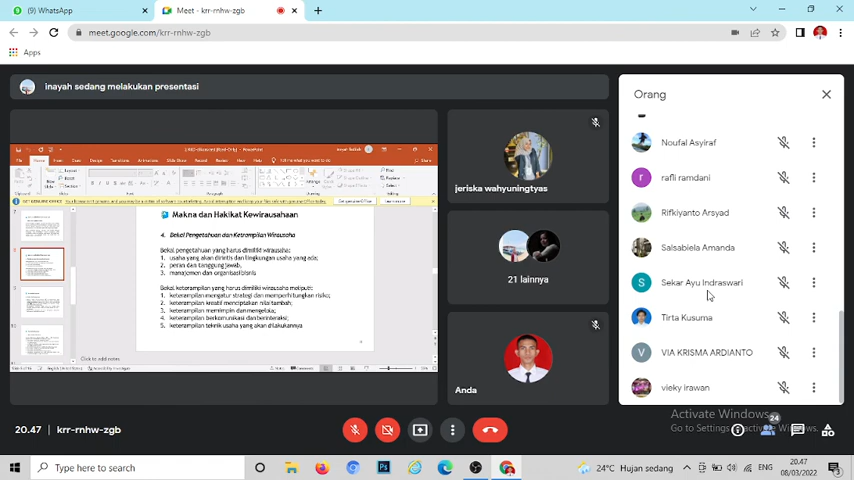 (9) WhatsApp
Meet - krr-rnhw-zgb
meet.google.com/krr-rnhw-zgb
Apps
inayah sedang melakukan presentasi
Makna dan Hakikat Kewirausahaan
4. Bekal Pengetahuan dan Ketrampilan Wirausaha
Bekal pengetahuan yang harus dimiliki wirausaha:
1. usaha yang akan dirintis dan lingkungan usaha yang ada;
2. peran dan tanggung jawab,
3. manajemen dan organisasi bisnis
Bekal keterampilan yang harus dimiliki wirausaha meliputi:
1. keterampilan mengatur strategi dan memperhitungkan risiko;
2. keterampilan kreatif menciptakan nilai tambah;
3. keterampilan memimpin dan mengelola;
4. keterampilan berkomunikasi dan berinteraksi;
5. keterampilan teknik usaha yang akan dilakukannya
Click to add notes
jeriska wahyuningtyas
21 lainnya
Anda
Orang
Noufal Asyiraf
r rafli ramdani
Rifkiyanto Arsyad
Salsabiela Amanda
S Sekar Ayu Indraswari
Tirta Kusuma
V VIA KRISMA ARDIANTO
vieky irawan
Activate Windows
Go to Settings
20.47 krr-rnhw-zgb
24
Type here to search
Ps
24°C Hujan sedang
ENG
20.47
08/03/2022
3